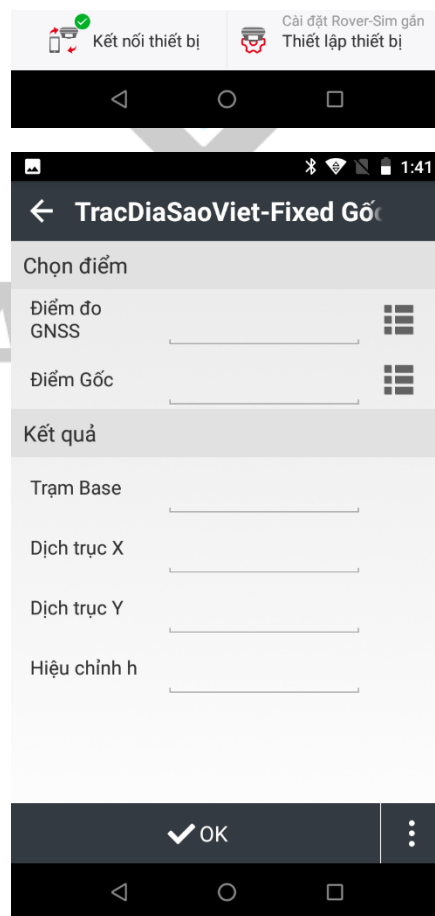 Cài đặt Rover-Sim gắn
Kết nối thiết bị Thiết lập thiết bị
1:41
TracDiaSaoViet-Fixed Gốc
Chọn điểm
Điểm đo
GNSS
Điểm Gốc
Kết quả
Trạm Base
Dịch trục X
Dịch trục Y
Hiệu chỉnh h
OK